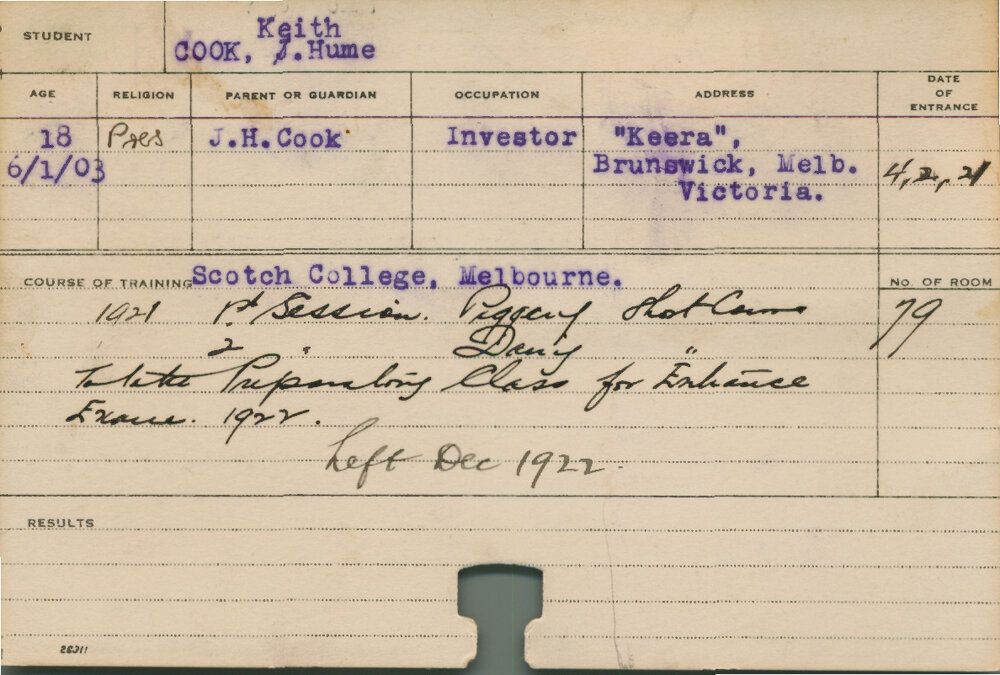 STUDENT
Keith
COOK, J.Hume
AGE RELIGION PARENT OR GUARDIAN OCCUPATION ADDRESS DATE OF ENTRANCE
18 Pres J.H.Cook Investor "Keera",
6/1/03 Brunswick, Melb. 4, 2, 21
Victoria.
COURSE OF TRAINING Scotch College, Melbourne. NO. OF ROOM
1921 1st Session. Piggery Short Course 79
2 " Dairy "
To take Preparatory Class for Entrance
Exam. 1922.
Left Dec 1922.
RESULTS